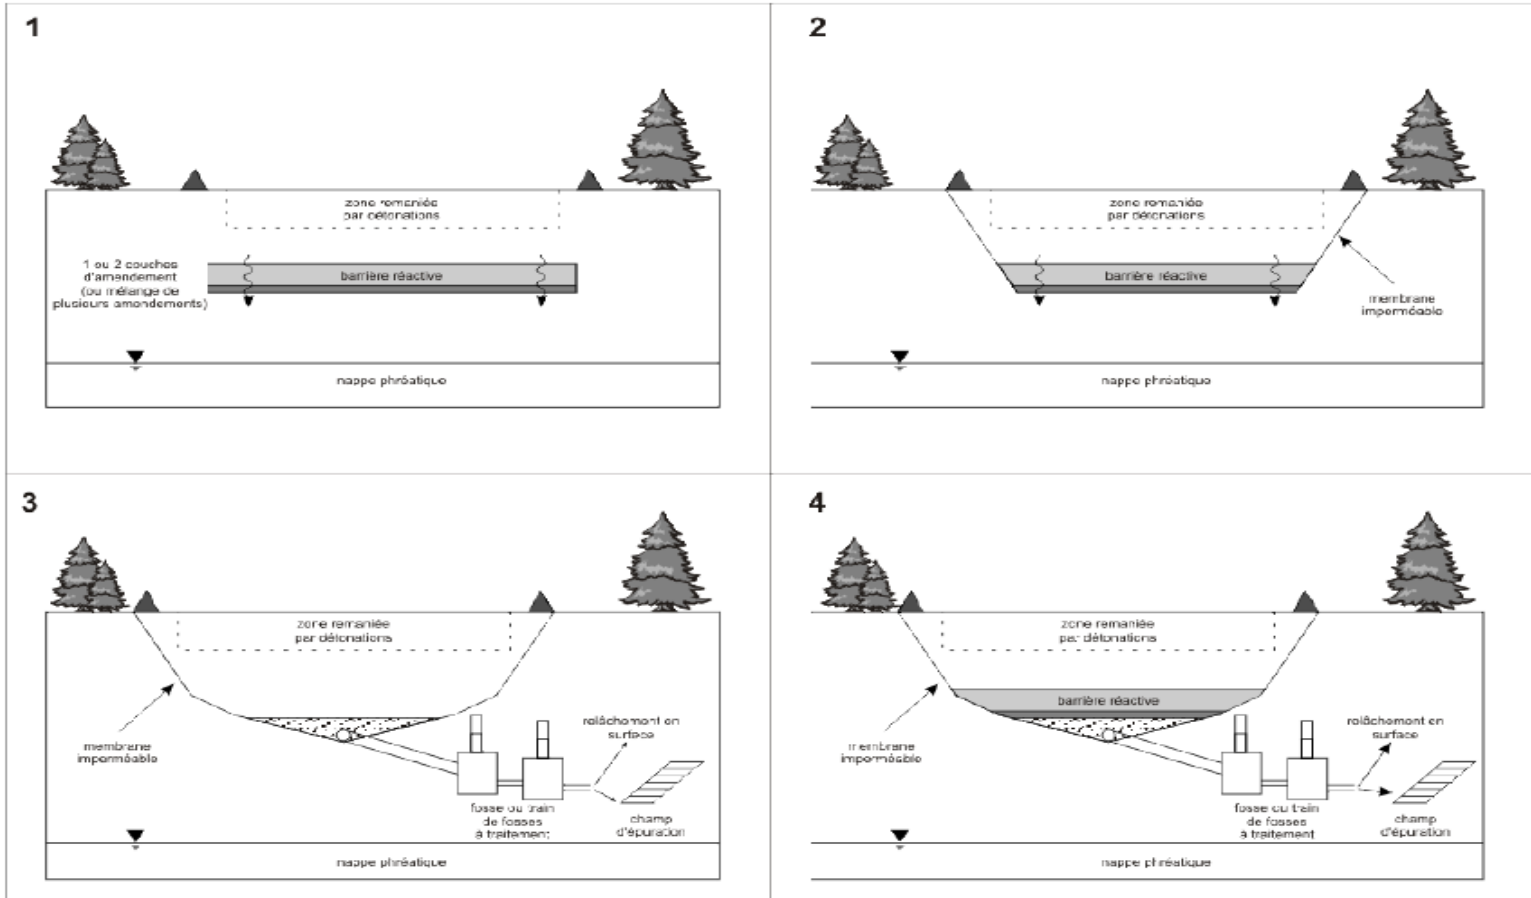 1
zone remaniée
par détonations
1 ou 2 couches
d'amendement
(ou mélange de
plusieurs amendements)
barrière réactive
nappe phréatique
2
zone remaniée
par détonations
barrière réactive
membrane
imperméable
nappe phréatique
3
zone remaniée
par détonations
membrane
imperméable
relâchement en
surface
fosse ou train
de fosses
à traitement
champ
d'épuration
nappe phréatique
4
zone remaniée
par détonations
barrière réactive
membrane
imperméable
relâchement en
surface
fosse ou train
de fosses
à traitement
champ
d'épuration
nappe phréatique